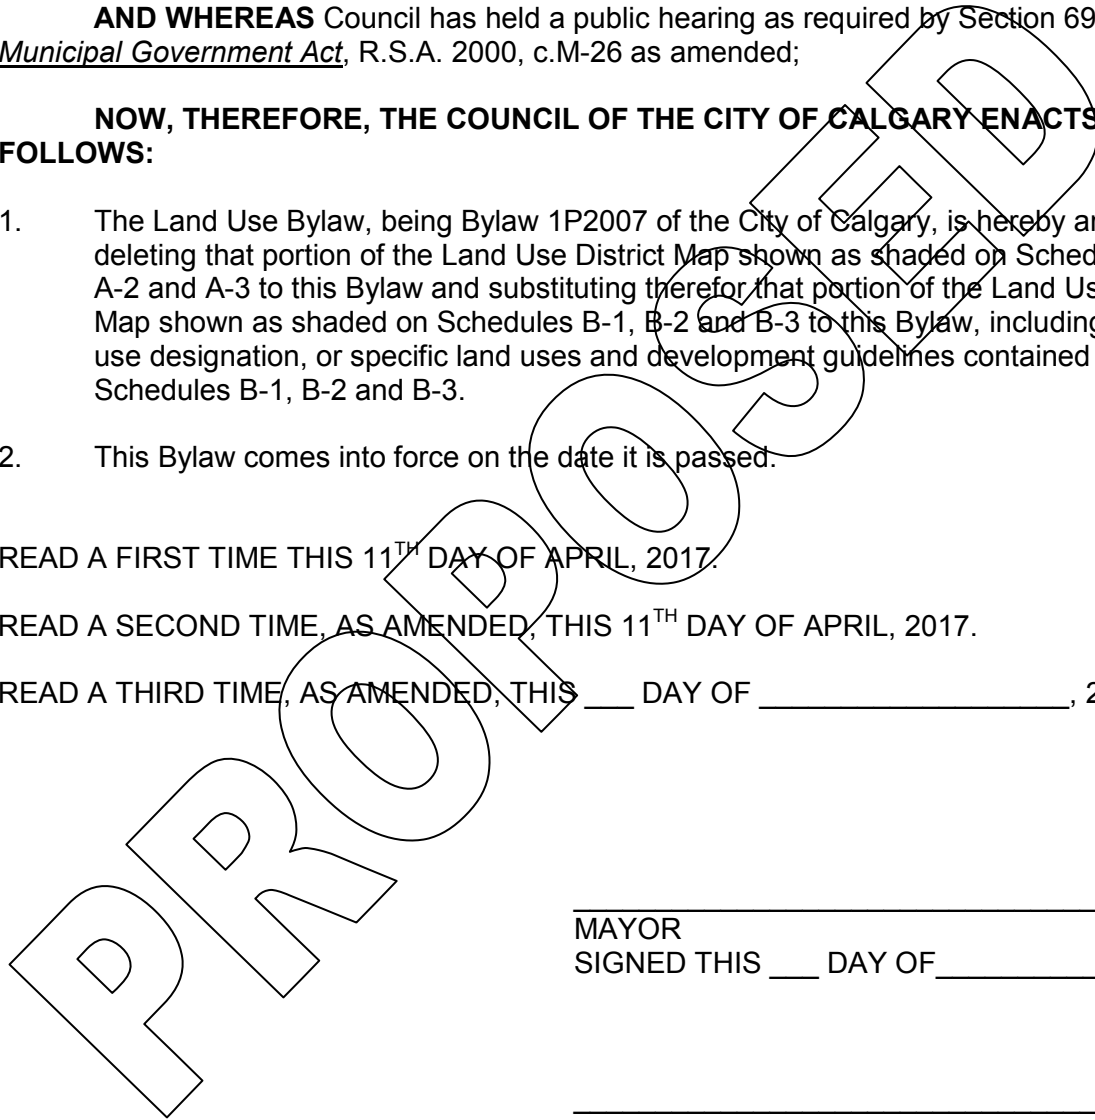 AND WHEREAS Council has held a public hearing as required by Section 69
Municipal Government Act, R.S.A. 2000, c.M-26 as amended;
NOW, THEREFORE, THE COUNCIL OF THE CITY OF CALGARY ENACTS
FOLLOWS:
1. The Land Use Bylaw, being Bylaw 1P2007 of the City of Calgary, is hereby
deleting that portion of the Land Use District Map shown as shaded on
A-2 and A-3 to this Bylaw and substituting therefor that portion of the Land
Map shown as shaded on Schedules B-1, B-2 and B-3 to this Bylaw, including
use designation, or specific land uses and development guidelines contained
Schedules B-1, B-2 and B-3.
2. This Bylaw comes into force on the date it is passed.
READ A FIRST TIME THIS 11TH DAY OF APRIL, 2017.
READ A SECOND TIME, AS AMENDED, THIS 11TH DAY OF APRIL, 2017.
READ A THIRD TIME, AS AMENDED, THIS ___ DAY OF ___________________, 2
MAYOR
SIGNED THIS ___ DAY OF__________
PROPOSED